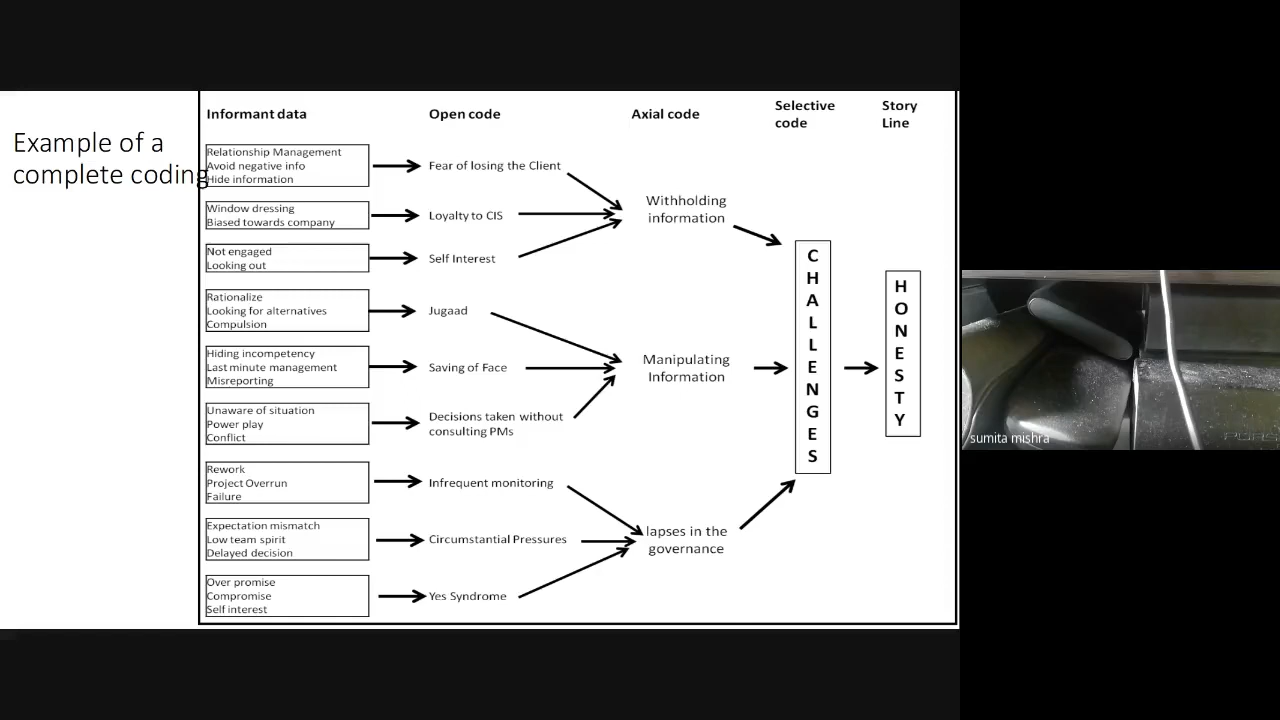 Example of a
complete coding
Informant data
Open code
Axial code
Selective
code
Story
Line
Relationship Management
Avoid negative info
Hide information
Fear of losing the Client
Window dressing
Biased towards company
Loyalty to CIS
Not engaged
Looking out
Self Interest
Withholding
information
Rationalize
Looking for alternatives
Compulsion
Jugaad
Hiding incompetency
Last minute management
Misreporting
Saving of Face
Unaware of situation
Power play
Conflict
Decisions taken without
consulting PMs
Manipulating
Information
Rework
Project Overrun
Failure
Infrequent monitoring
Expectation mismatch
Low team spirit
Delayed decision
Circumstantial Pressures
Over promise
Compromise
Self interest
Yes Syndrome
lapses in the
governance
CHALLENGES
HONESTY
sumita mishra